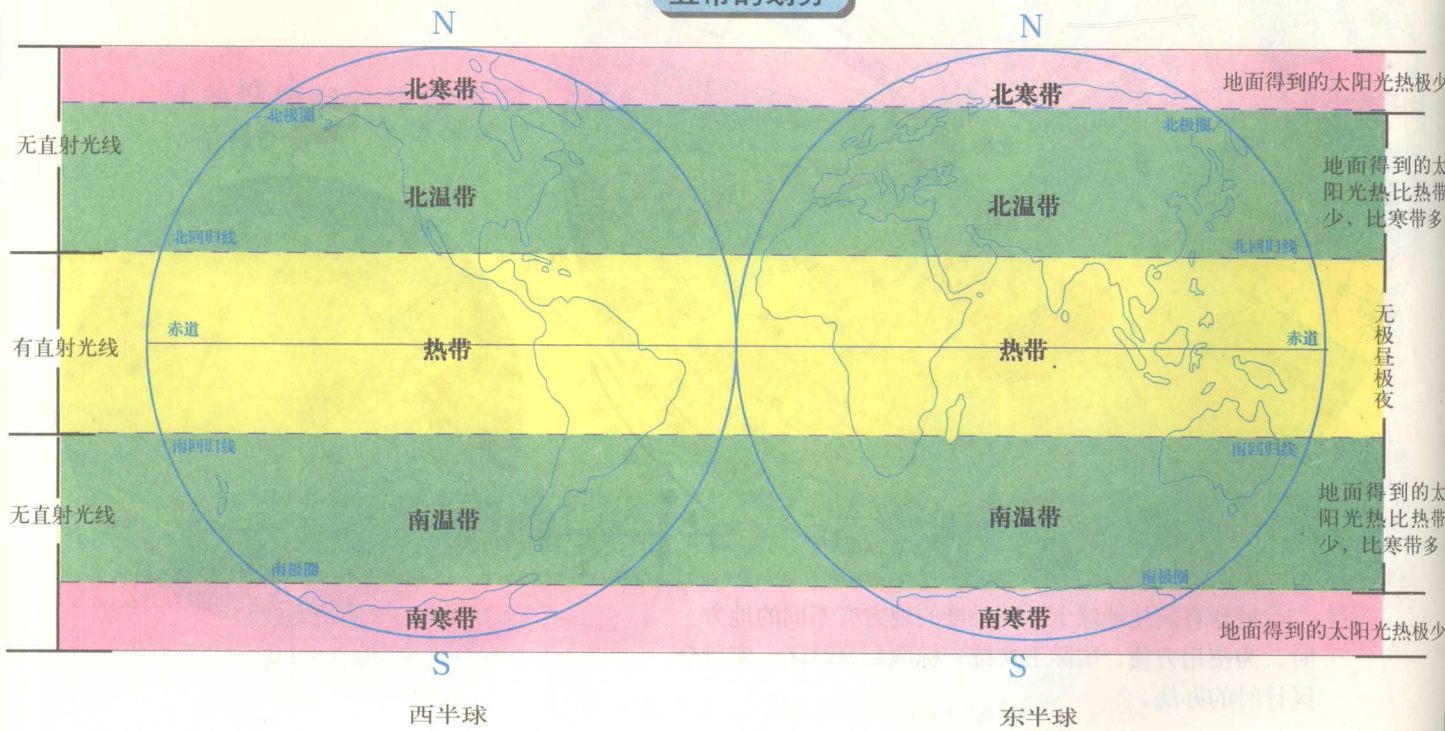 五带的划分
N
N
北寒带
北寒带
地面得到的太阳光热极少
北极圈
北极圈
无直射光线
地面得到的太
阳光热比热带
少，比寒带多
北温带
北温带
北回归线
北回归线
赤道
赤道
有直射光线
热带
热带
无极昼极夜
南回归线
南回归线
无直射光线
南温带
南温带
地面得到的太
阳光热比热带
少，比寒带多
南极圈
南极圈
南寒带
南寒带
地面得到的太阳光热极少
S
S
西半球
东半球